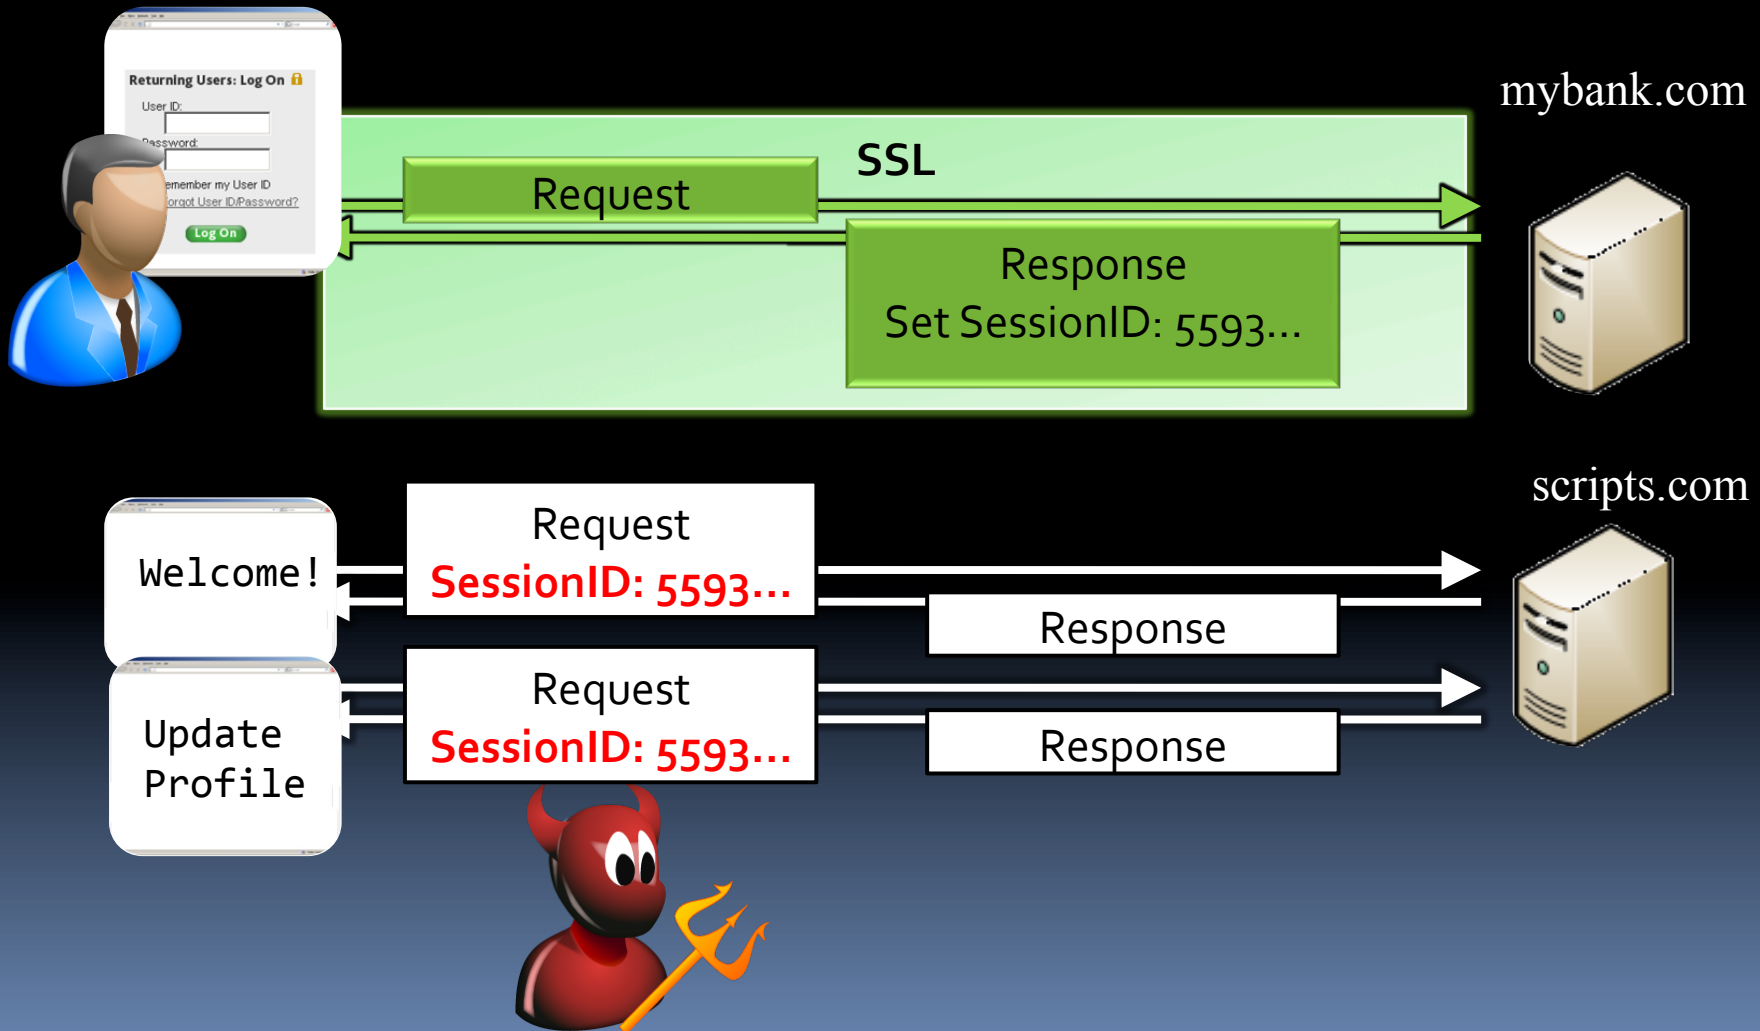 Returning Users: Log On
User ID:
Password:
emember my User ID
orgot User ID/Password?
Log On
mybank.com
SSL
Request
Response
Set SessionID: 5593...
scripts.com
Welcome!
Request
SessionID: 5593...
Response
Update
Profile
Request
SessionID: 5593...
Response